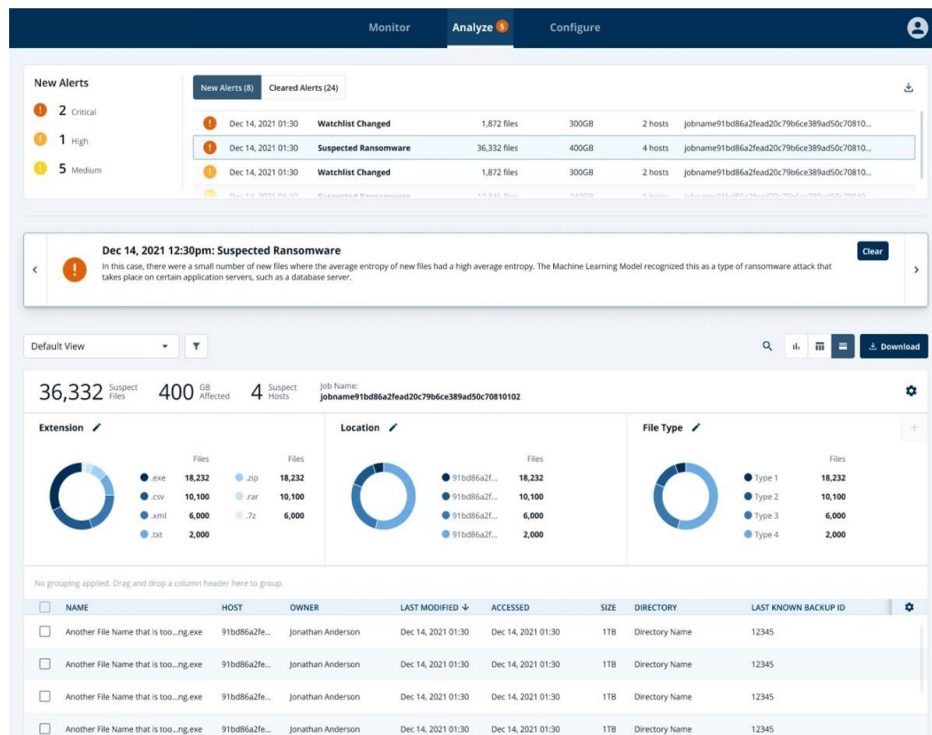 Monitor Analyze 5 Configure
New Alerts
2 Critical
1 High
5 Medium
New Alerts (8) Cleared Alerts (24)
Dec 14, 2021 01:30 Watchlist Changed 1,872 files 300GB 2 hosts jobname91bd86a2fead20c79b6ce389ad50c70810...
Dec 14, 2021 01:30 Suspected Ransomware 36,332 files 400GB 4 hosts jobname91bd86a2fead20c79b6ce389ad50c70810...
Dec 14, 2021 01:30 Watchlist Changed 1,872 files 300GB 2 hosts jobname91bd86a2fead20c79b6ce389ad50c70810...
Dec 14, 2021 12:30pm: Suspected Ransomware
Clear
In this case, there were a small number of new files where the average entropy of new files had a high average entropy. The Machine Learning Model recognized this as a type of ransomware attack that
takes place on certain application servers, such as a database server.
Default View Download
36,332 Suspect Files 400 GB Affected 4 Suspect Hosts Job Name:
jobname91bd86a2fead20c79b6ce389ad50c70810102
Extension
Files Files
.exe 18,232 .zip 18,232
.csv 10,100 .rar 10,100
.xml 6,000 .7z 6,000
.txt 2,000
Location
Files
91bd86a2f... 18,232
91bd86a2f... 10,100
91bd86a2f... 6,000
91bd86a2f... 2,000
File Type
Files
Type 1 18,232
Type 2 10,100
Type 3 6,000
Type 4 2,000
No grouping applied. Drag and drop a column header here to group.
NAME HOST OWNER LAST MODIFIED ACCESSED SIZE DIRECTORY LAST KNOWN BACKUP ID
Another File Name that is too...ng.exe 91bd86a2fe... Jonathan Anderson Dec 14, 2021 01:30 Dec 14, 2021 01:30 1TB Directory Name 12345
Another File Name that is too...ng.exe 91bd86a2fe... Jonathan Anderson Dec 14, 2021 01:30 Dec 14, 2021 01:30 1TB Directory Name 12345
Another File Name that is too...ng.exe 91bd86a2fe... Jonathan Anderson Dec 14, 2021 01:30 Dec 14, 2021 01:30 1TB Directory Name 12345
Another File Name that is too...ng.exe 91bd86a2fe... Jonathan Anderson Dec 14, 2021 01:30 Dec 14, 2021 01:30 1TB Directory Name 12345